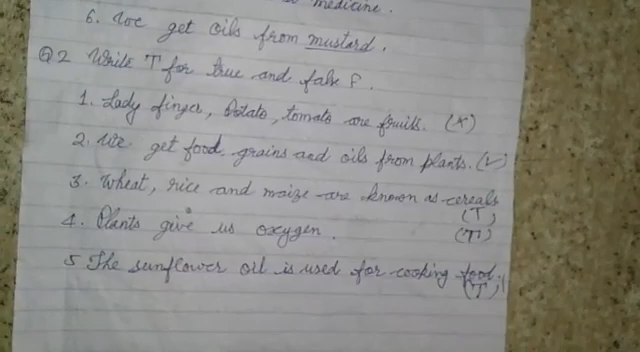 medicine.
6. We get oils from mustard.
Q2 Write T for true and falk F.
1. Lady finger, Potato, tomato are fruits. (×)
2. We get food grains and oils from plants. (✓)
3. Wheat, rice and maize are known as cereals
(T)
4. Plants give us oxygen. (T)
5 The sunflower oil is used for cooking food.
(T)